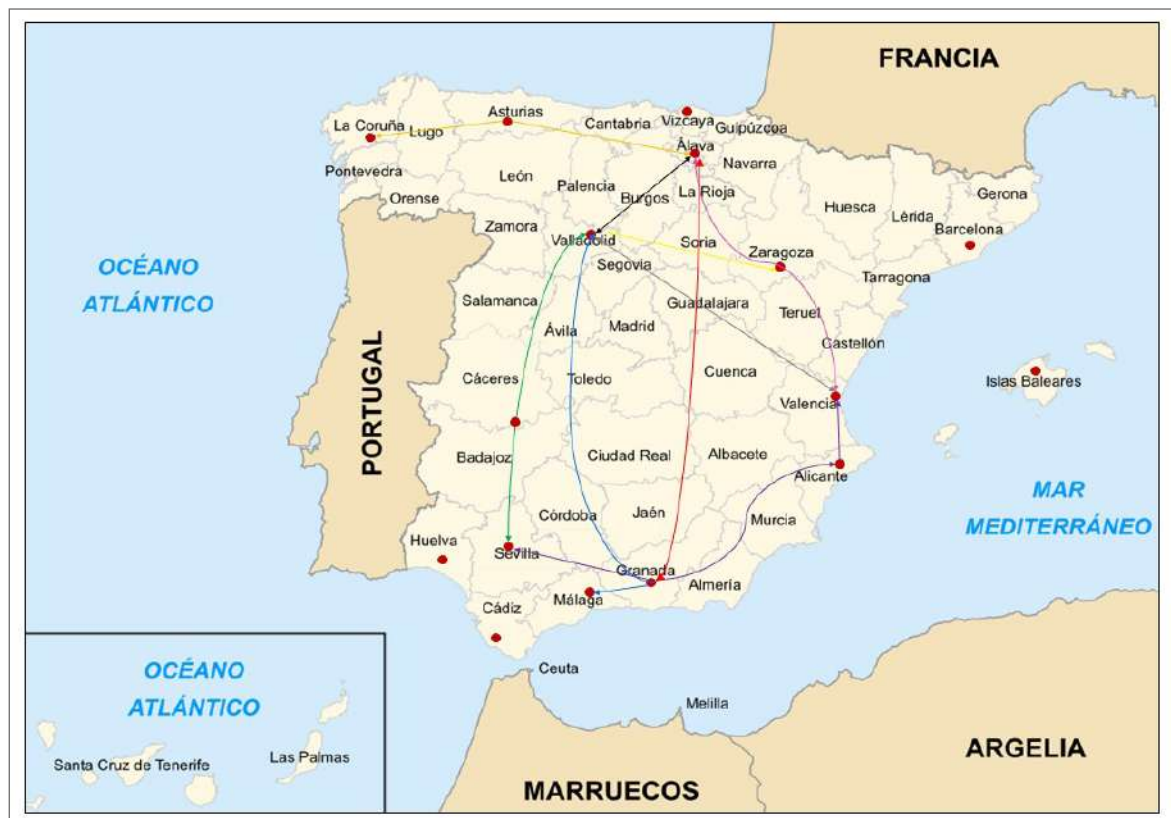 FRANCIA
Asturias
La Coruña
Lugo
Cantabria
Vizcaya
Guipúzcoa
Álava
Navarra
Pontevedra
León
Palencia
Burgos
La Rioja
Orense
Huesca
Lérida
Gerona
Zamora
Valladolid
Soria
Zaragoza
Barcelona
OCÉANO
ATLÁNTICO
Segovia
Tarragona
Salamanca
Guadalajara
Teruel
Ávila
Madrid
Castellón
PORTUGAL
Cáceres
Toledo
Cuenca
Valencia
Islas Baleares
Badajoz
Ciudad Real
Albacete
Alicante
MAR
MEDITERRÁNEO
Córdoba
Jaén
Murcia
Huelva
Sevilla
Granada
Almería
Málaga
Cádiz
Ceuta
Melilla
OCÉANO
ATLÁNTICO
Santa Cruz de Tenerife
Las Palmas
MARRUECOS
ARGELIA